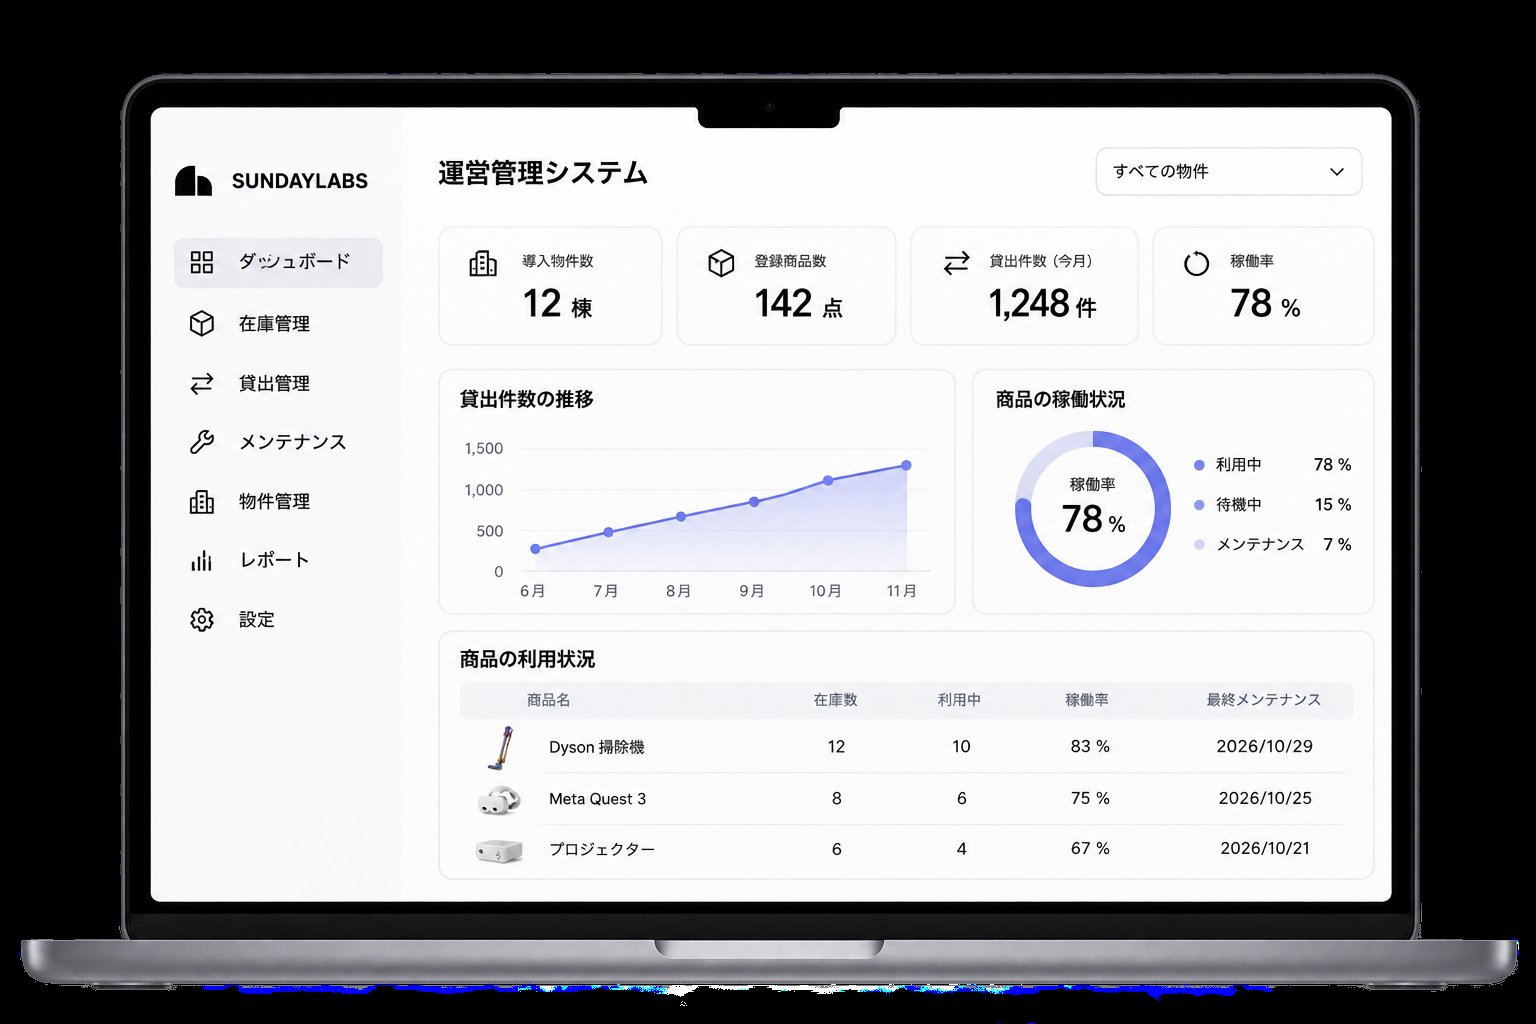 SUNDAYLABS
ダッシュボード
在庫管理
貸出管理
メンテナンス
物件管理
レポート
設定
運営管理システム
すべての物件
導入物件数
12 棟
登録商品数
142 点
貸出件数（今月）
1,248 件
稼働率
78 %
貸出件数の推移
1,500
1,000
500
0
6月 7月 8月 9月 10月 11月
商品の稼働状況
稼働率
78 %
利用中 78 %
待機中 15 %
メンテナンス 7 %
商品の利用状況
商品名 在庫数 利用中 稼働率 最終メンテナンス
Dyson 掃除機 12 10 83 % 2026/10/29
Meta Quest 3 8 6 75 % 2026/10/25
プロジェクター 6 4 67 % 2026/10/21